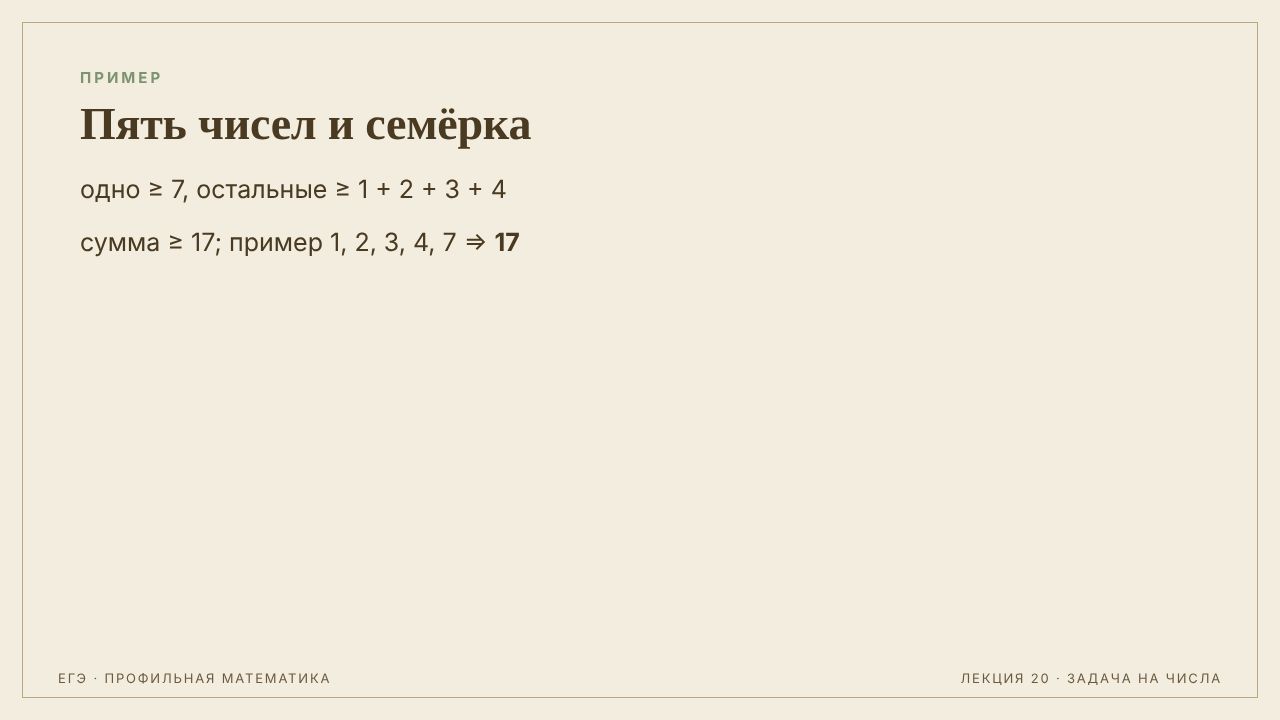 ПРИМЕР
Пять чисел и семёрка
одно ≥ 7, остальные ≥ 1 + 2 + 3 + 4
сумма ≥ 17; пример 1, 2, 3, 4, 7 ⇒ 17
ЕГЭ · ПРОФИЛЬНАЯ МАТЕМАТИКА
ЛЕКЦИЯ 20 · ЗАДАЧА НА ЧИСЛА